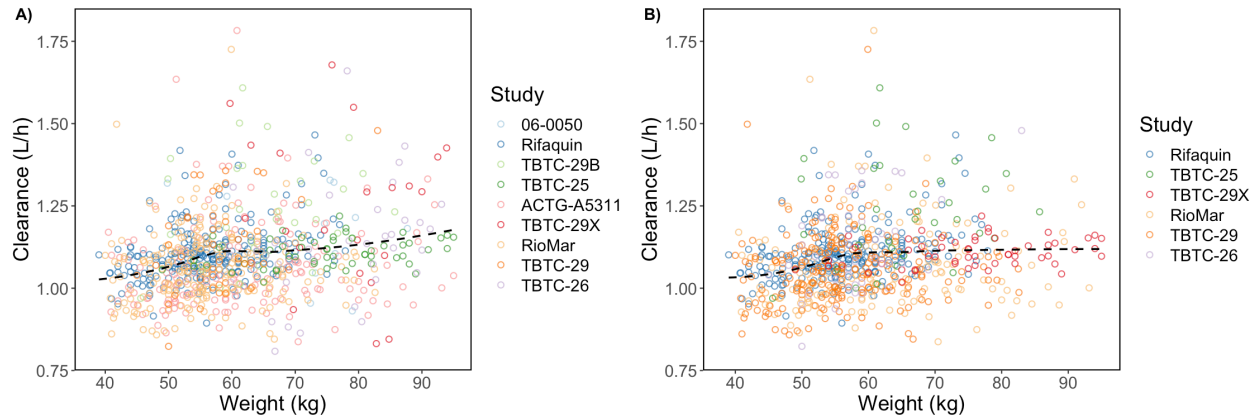 A)
Clearance (L/h)
1.75
1.50
1.25
1.00
0.75
40 50 60 70 80 90
Weight (kg)
Study
06-0050
Rifaquin
TBTC-29B
TBTC-25
ACTG-A5311
TBTC-29X
RioMar
TBTC-29
TBTC-26
B)
Clearance (L/h)
1.75
1.50
1.25
1.00
0.75
40 50 60 70 80 90
Weight (kg)
Study
Rifaquin
TBTC-25
TBTC-29X
RioMar
TBTC-29
TBTC-26